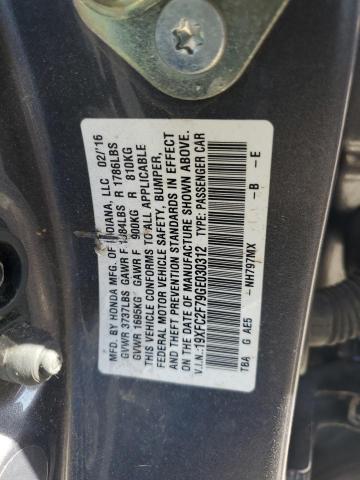 MFD. BY HONDA MFG. OF INDIANA, LLC 02/'16
GVWR 3737LBS GAWR F 1984LBS R 1786LBS
GVWR 1695KG GAWR F 900KG R 810KG
THIS VEHICLE CONFORMS TO ALL APPLICABLE
FEDERAL MOTOR VEHICLE SAFETY, BUMPER,
AND THEFT PREVENTION STANDARDS IN EFFECT
ON THE DATE OF MANUFACTURE SHOWN ABOVE.
V.I.N.:19XFC2F79GE030312 TYPE: PASSENGER CAR
- NH797MX - B - E
TBA G AE5